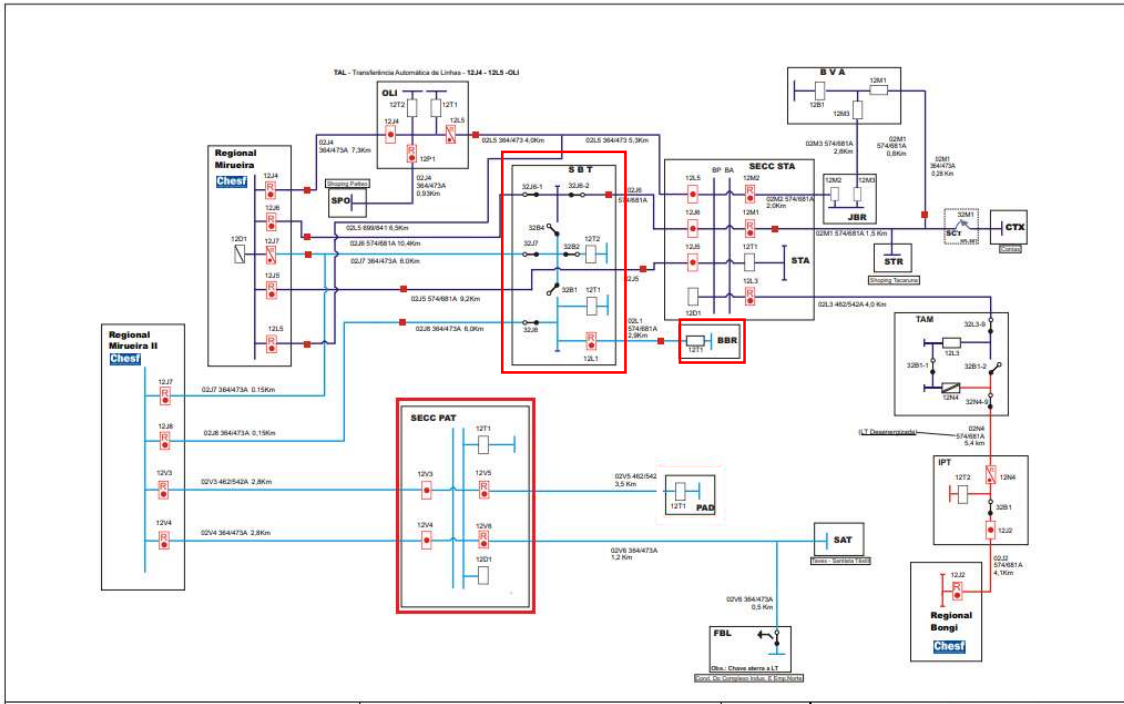 TAL - Transferência Automática de Linhas - 12J4 - 12L5 -OLI
OLI
12T2
12T1
12J4
12L5
12P1
02J4
364/473A 7,3Km
02J4
364/473A
0,93Km
SPO
02L5 364/473 4,0Km
02L5 364/473 5,3Km
B V A
12B1
12M1
12M3
02M3 574/681A
2,6Km
02M1
574/681A
0,8Km
02M1
364/473A
0,28 Km
Regional
Mirueira
Chesf
12J4
12J6
12J7
12J5
12L5
12D1
02L5 699/841 6,5Km
02J6 574/681A 10,4Km
02J7 364/473A 6.0Km
02J5 574/681A 9,2Km
02J8 364/473A 6,0Km
S B T
32J6-1
32J6-2
32B4
32J7
32B2
12T2
32B1
12T1
32J8
12L1
02J6
574/681A
02J5
02L1
574/681A
2,9Km
SECC STA
BP
BA
12L5
12M2
12J6
12M1
12J5
12T1
STA
12L3
12D1
02M2 574/681A
2.0Km
02M1 574/681A 1,5 Km
02L3 462/542A 4,0 Km
12M2
12M3
JBR
32M1
SCT
CTX
STR
Shoping Tacaruna
BBR
12T1
TAM
32L3-9
12L3
32B1-1
32B1-2
12N4
32N4-9
(LT Desenergizada)
02N4
574/681A
5,4 km
IPT
12T2
12N4
32B1
12J2
02J2
574/681A
4,1Km
12J2
Regional
Bongi
Chesf
Regional
Mirueira II
Chesf
12J7
12J8
12V3
12V4
02J7 364/473A 0.15Km
02J8 364/473A 0,15Km
02V3 462/542A 2,8Km
02V4 364/473A 2,8Km
SECC PAT
12T1
12V3
12V5
12V4
12V6
12D1
02V5 462/542
3,5 Km
12T1
PAD
02V6 364/473A
1,2 Km
SAT
02V6 364/473A
0,5 Km
FBL
Obs.: Chave aterra a LT